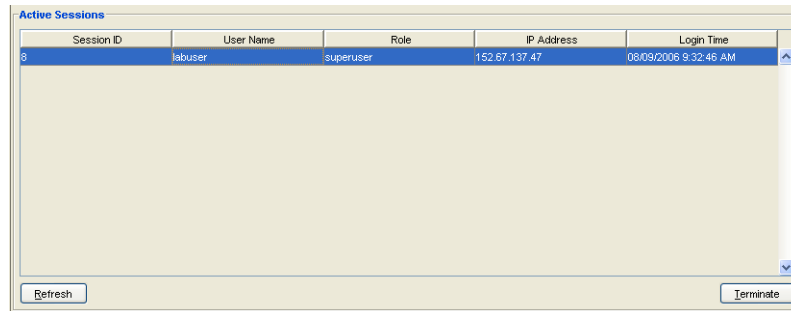 Active Sessions
Session ID User Name Role IP Address Login Time
8 labuser superuser 152.67.137.47 08/09/2006 9:32:46 AM
Refresh Terminate